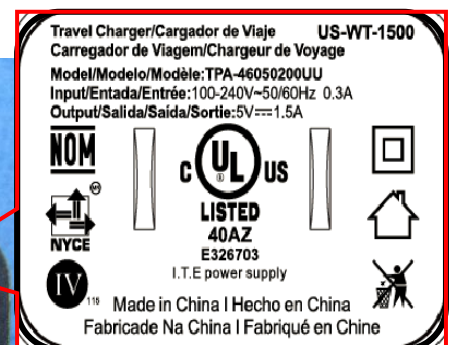 Travel Charger/Cargador de Viaje US-WT-1500
Carregador de Viagem/Chargeur de Voyage
Model/Modelo/Modèle:TPA-46050200UU
Input/Entada/Entrée:100-240V~50/60Hz 0.3A
Output/Salida/Saída/Sortie:5V⎓1.5A
NOM
C UL US
LISTED
40AZ
E326703
I.T.E power supply
NYCE
IV
Made in China I Hecho en China
Fabricade Na China I Fabriqué en Chine